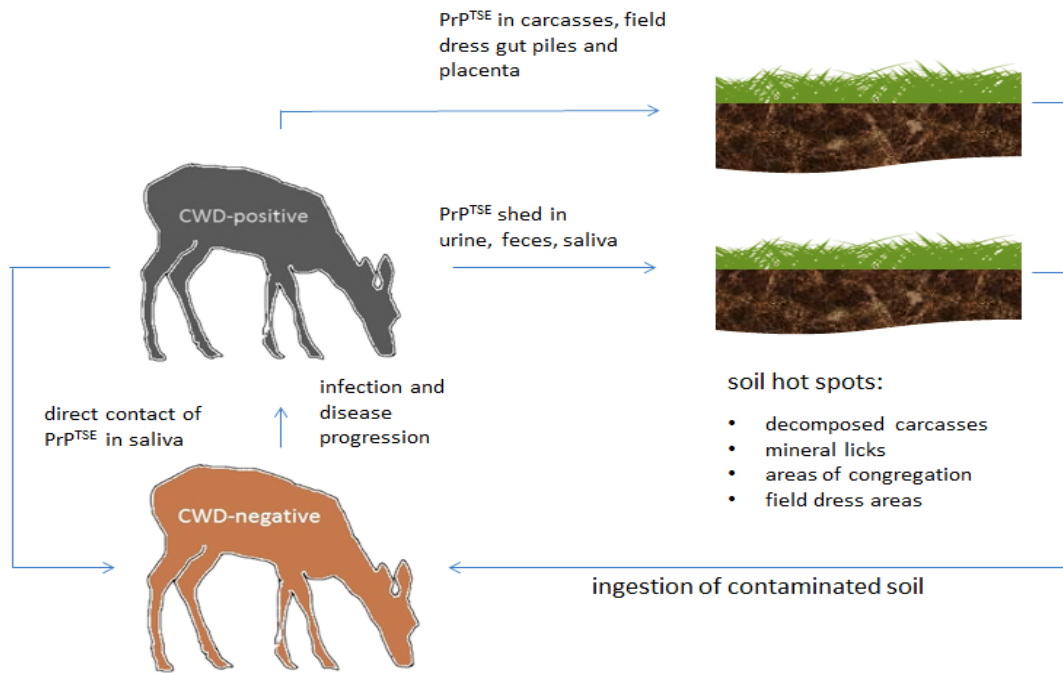 PrPTSE in carcasses, field
dress gut piles and
placenta
CWD-positive
PrPTSE shed in
urine, feces, saliva
direct contact of
PrPTSE in saliva
infection and
disease
progression
soil hot spots:
• decomposed carcasses
• mineral licks
• areas of congregation
• field dress areas
CWD-negative
ingestion of contaminated soil